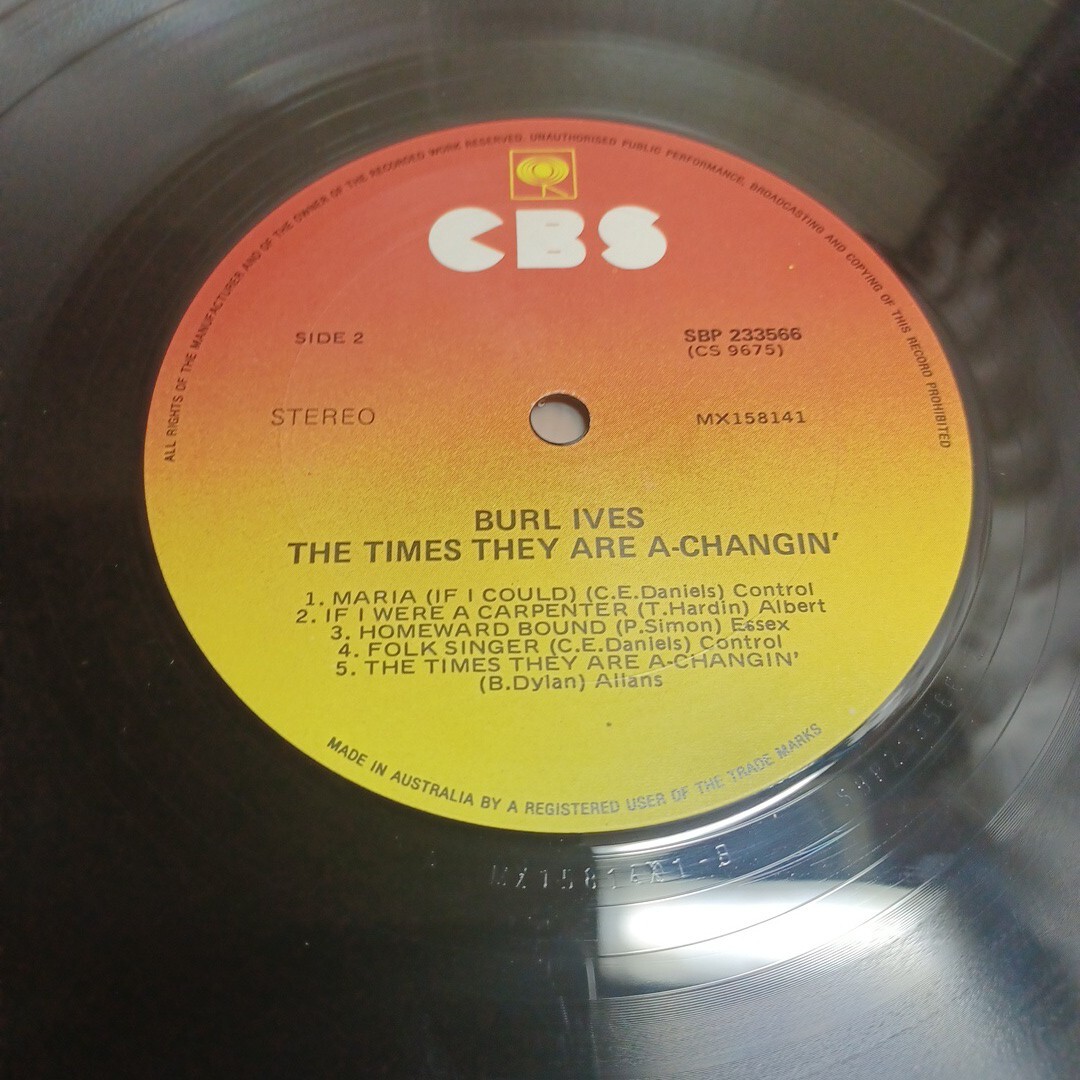 ALL RIGHTS OF THE MANUFACTURER AND OF THE OWNER OF THE RECORDED WORK RESERVED. UNAUTHORISED PUBLIC PERFORMANCE, BROADCASTING AND COPYING OF THIS RECORD PROHIBITED
CBS
SIDE 2
SBP 233566
(CS 9675)
STEREO
MX158141
BURL IVES
THE TIMES THEY ARE A-CHANGIN'
1. MARIA (IF I COULD) (C.E.Daniels) Control
2. IF I WERE A CARPENTER (T.Hardin) Albert
3. HOMEWARD BOUND (P.Simon) Essex
4. FOLK SINGER (C.E.Daniels) Control
5. THE TIMES THEY ARE A-CHANGIN'
(B.Dylan) Allans
MADE IN AUSTRALIA BY A REGISTERED USER OF THE TRADE MARKS